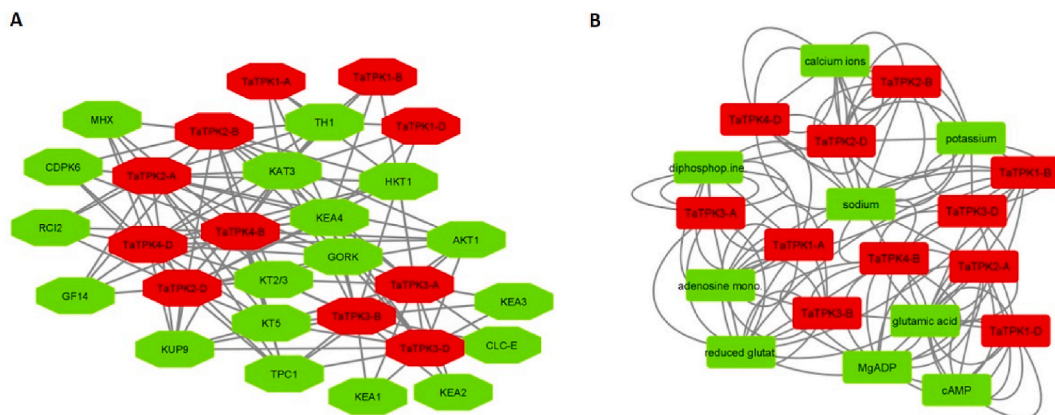 A
TaTPK1-A
TaTPK1-B
MHX
TaTPK2-B
TH1
TaTPK1-D
CDPK6
TaTPK2-A
KAT3
HKT1
RCI2
KEA4
TaTPK4-D
TaTPK4-B
AKT1
GORK
GF14
TaTPK2-D
KT2/3
TaTPK3-A
KEA3
KT5
TaTPK3-B
KUP9
TaTPK3-D
CLC-E
TPC1
KEA1
KEA2
B
calcium ions
TaTPK2-B
TaTPK4-D
TaTPK2-D
potassium
diphosphop.ine
TaTPK1-B
TaTPK3-A
sodium
TaTPK3-D
TaTPK1-A
TaTPK4-B
TaTPK2-A
adenosine mono.
TaTPK3-B
glutamic acid
TaTPK1-D
reduced glutat.
MgADP
cAMP